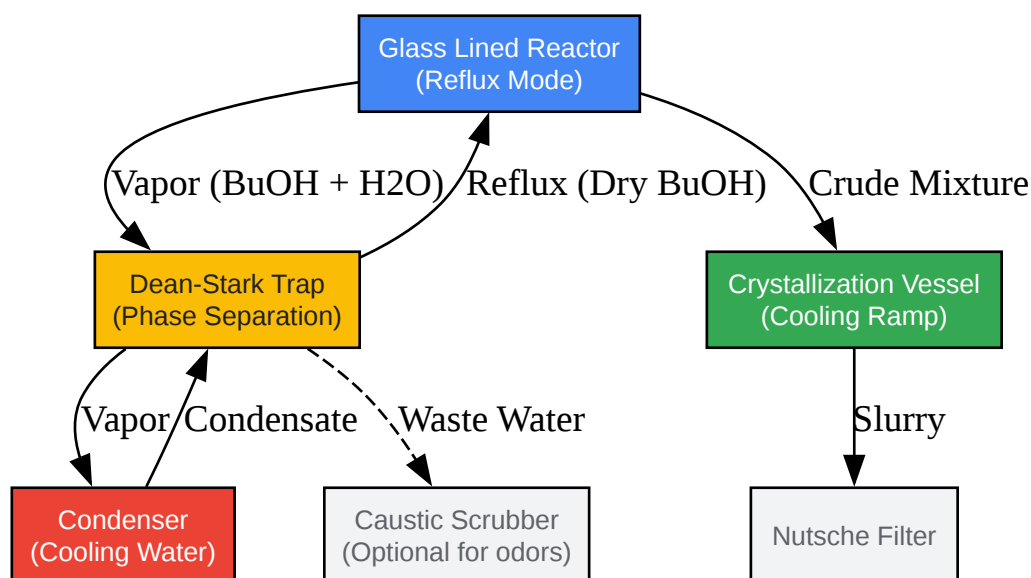 Glass Lined Reactor
(Reflux Mode)
Vapor (BuOH + H2O)
Reflux (Dry BuOH)
Crude Mixture
Dean-Stark Trap
(Phase Separation)
Crystallization Vessel
(Cooling Ramp)
Vapor
Condensate
Waste Water
Slurry
Condenser
(Cooling Water)
Caustic Scrubber
(Optional for odors)
Nutsche Filter